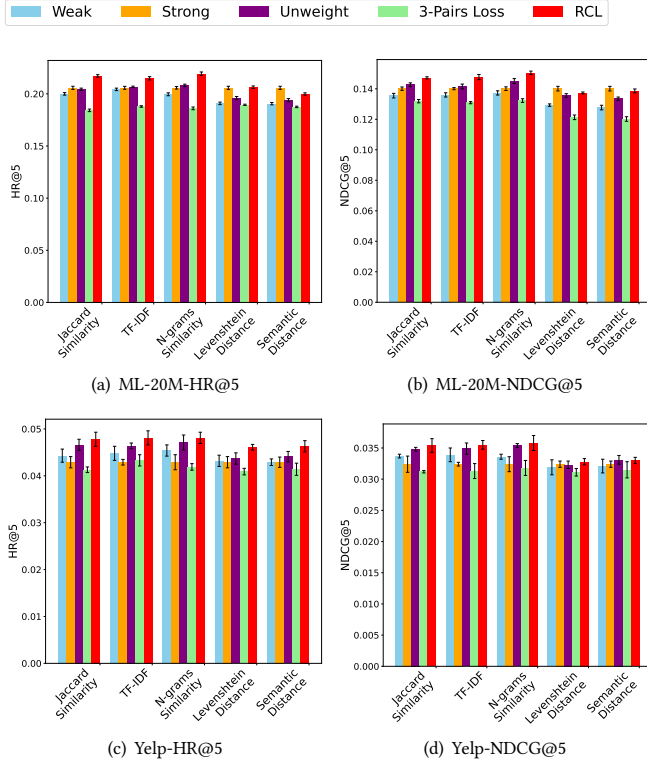 Weak Strong Unweight 3-Pairs Loss RCL
HR@5
0.20
0.15
0.10
0.05
0.00
Jaccard
Similarity
TF-IDF
N-grams
Similarity
Levenshtein
Distance
Semantic
Distance
(a) ML-20M-HR@5
NDCG@5
0.14
0.12
0.10
0.08
0.06
0.04
0.02
0.00
Jaccard
Similarity
TF-IDF
N-grams
Similarity
Levenshtein
Distance
Semantic
Distance
(b) ML-20M-NDCG@5
HR@5
0.05
0.04
0.03
0.02
0.01
0.00
Jaccard
Similarity
TF-IDF
N-grams
Similarity
Levenshtein
Distance
Semantic
Distance
(c) Yelp-HR@5
NDCG@5
0.035
0.030
0.025
0.020
0.015
0.010
0.005
0.000
Jaccard
Similarity
TF-IDF
N-grams
Similarity
Levenshtein
Distance
Semantic
Distance
(d) Yelp-NDCG@5